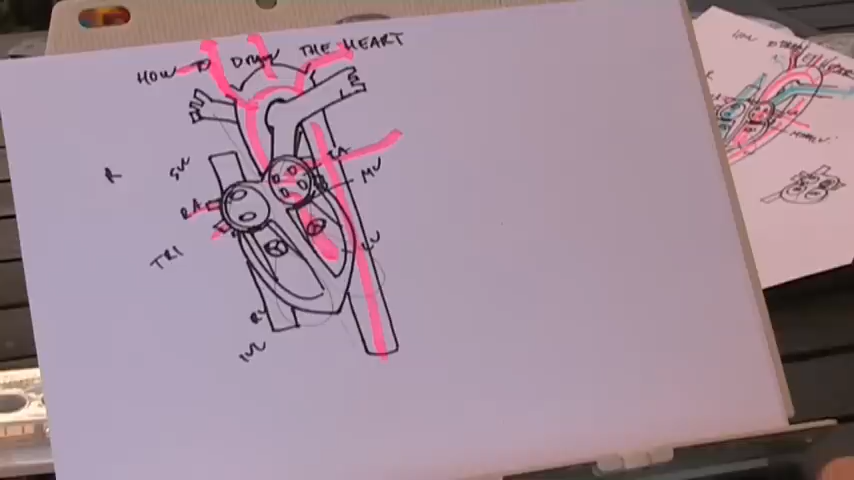 HOW TO DRAW THE HEART
R
SVC
LA
MV
RA
TRI
LV
RV
IVC